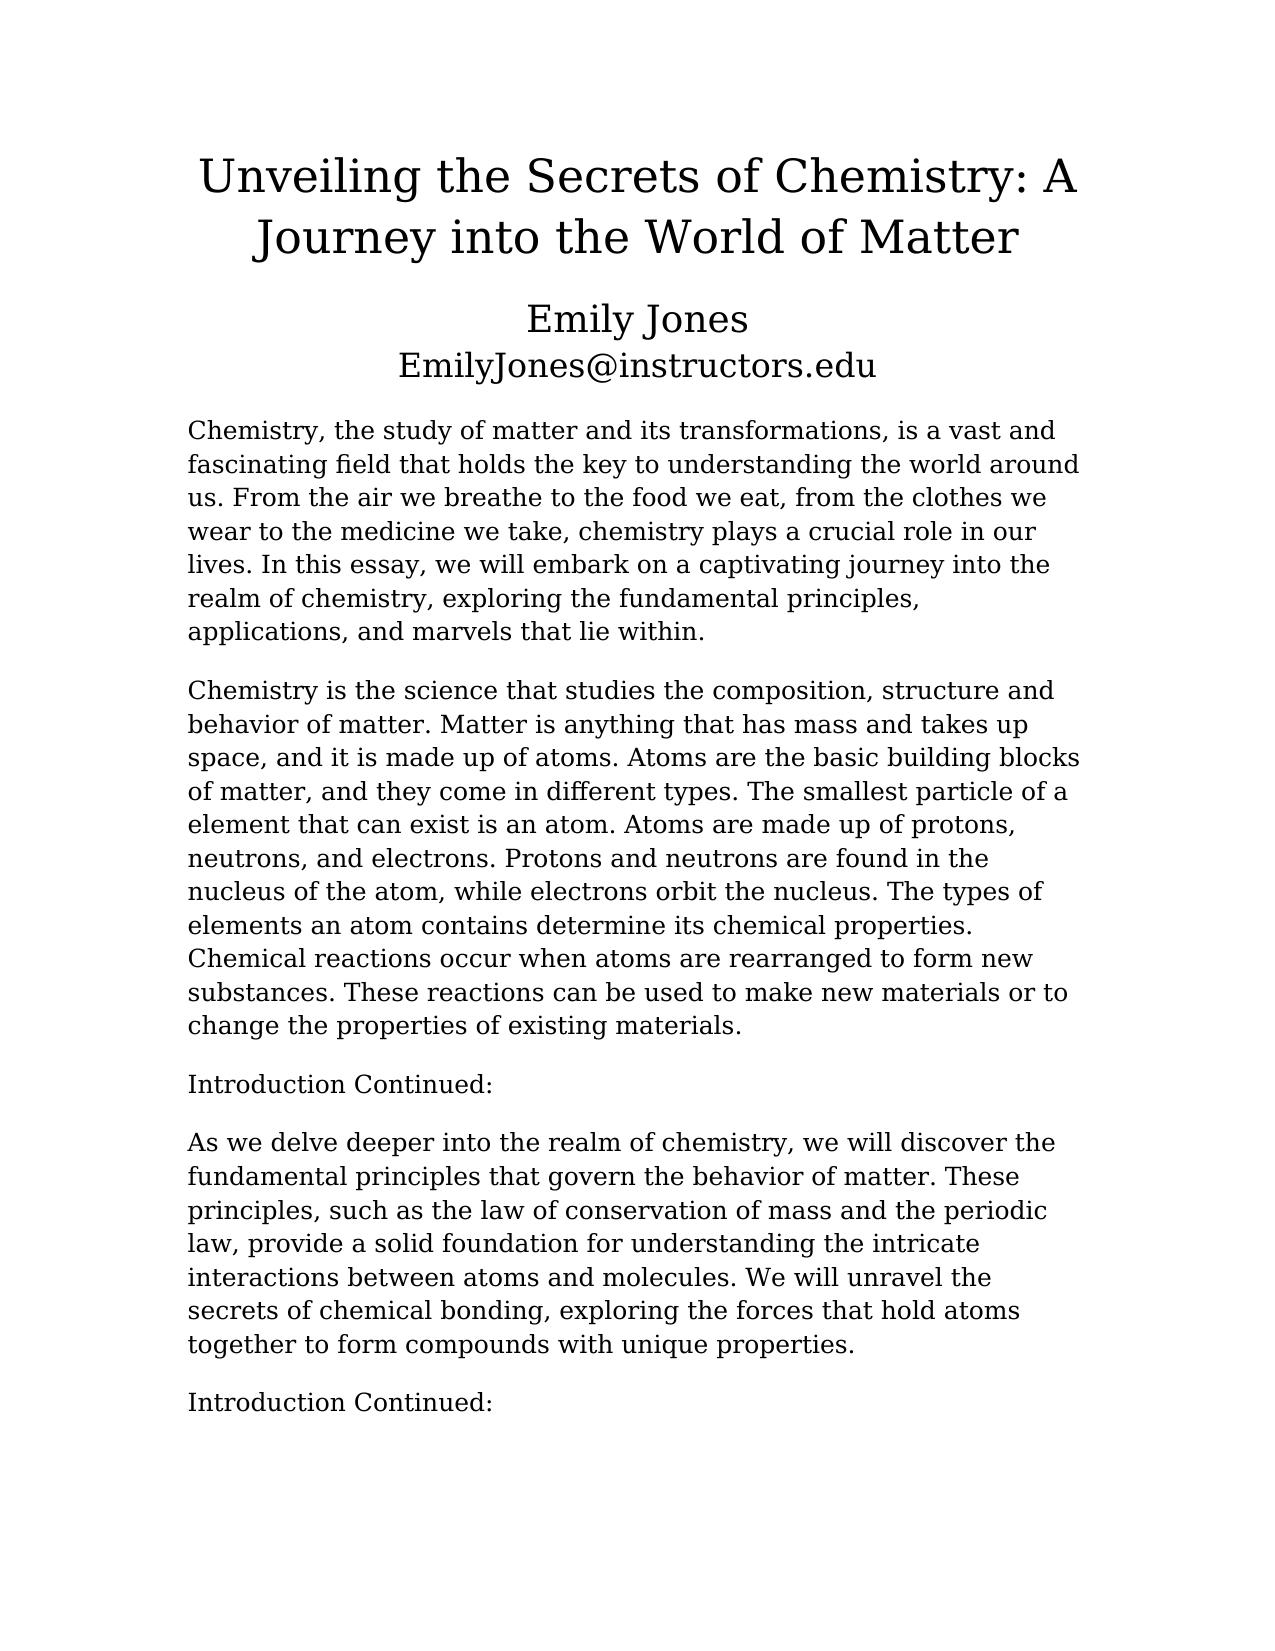 Unveiling the Secrets of Chemistry: A
Journey into the World of Matter
Emily Jones
EmilyJones@instructors.edu
Chemistry, the study of matter and its transformations, is a vast and
fascinating field that holds the key to understanding the world around
us. From the air we breathe to the food we eat, from the clothes we
wear to the medicine we take, chemistry plays a crucial role in our
lives. In this essay, we will embark on a captivating journey into the
realm of chemistry, exploring the fundamental principles,
applications, and marvels that lie within.
Chemistry is the science that studies the composition, structure and
behavior of matter. Matter is anything that has mass and takes up
space, and it is made up of atoms. Atoms are the basic building blocks
of matter, and they come in different types. The smallest particle of a
element that can exist is an atom. Atoms are made up of protons,
neutrons, and electrons. Protons and neutrons are found in the
nucleus of the atom, while electrons orbit the nucleus. The types of
elements an atom contains determine its chemical properties.
Chemical reactions occur when atoms are rearranged to form new
substances. These reactions can be used to make new materials or to
change the properties of existing materials.
Introduction Continued:
As we delve deeper into the realm of chemistry, we will discover the
fundamental principles that govern the behavior of matter. These
principles, such as the law of conservation of mass and the periodic
law, provide a solid foundation for understanding the intricate
interactions between atoms and molecules. We will unravel the
secrets of chemical bonding, exploring the forces that hold atoms
together to form compounds with unique properties.
Introduction Continued: